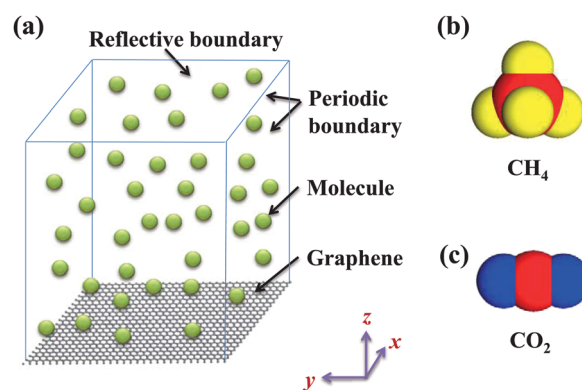 (a)
Reflective boundary
Periodic
boundary
Molecule
Graphene
z
x
y
(b)
CH₄
(c)
CO₂